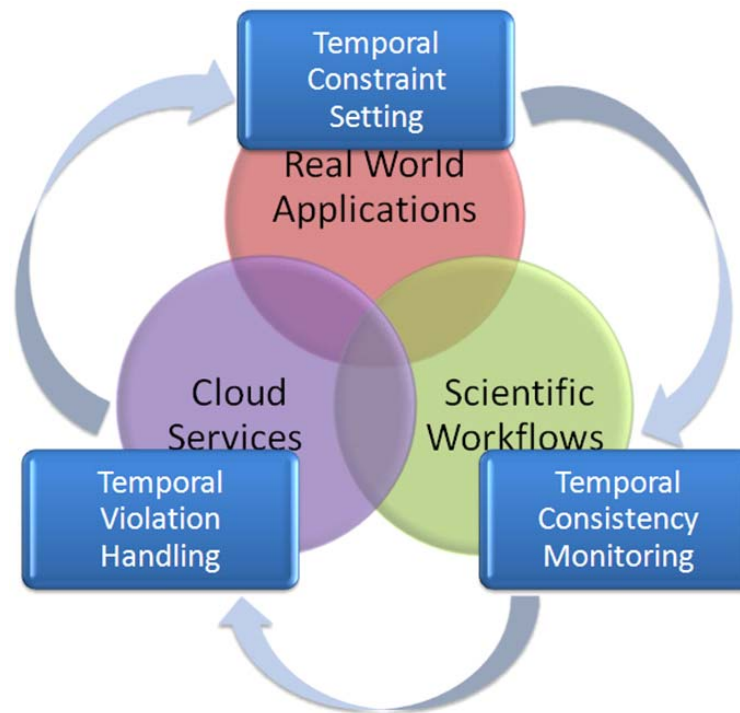 Temporal
Constraint
Setting
Real World
Applications
Cloud
Services
Scientific
Workflows
Temporal
Violation
Handling
Temporal
Consistency
Monitoring